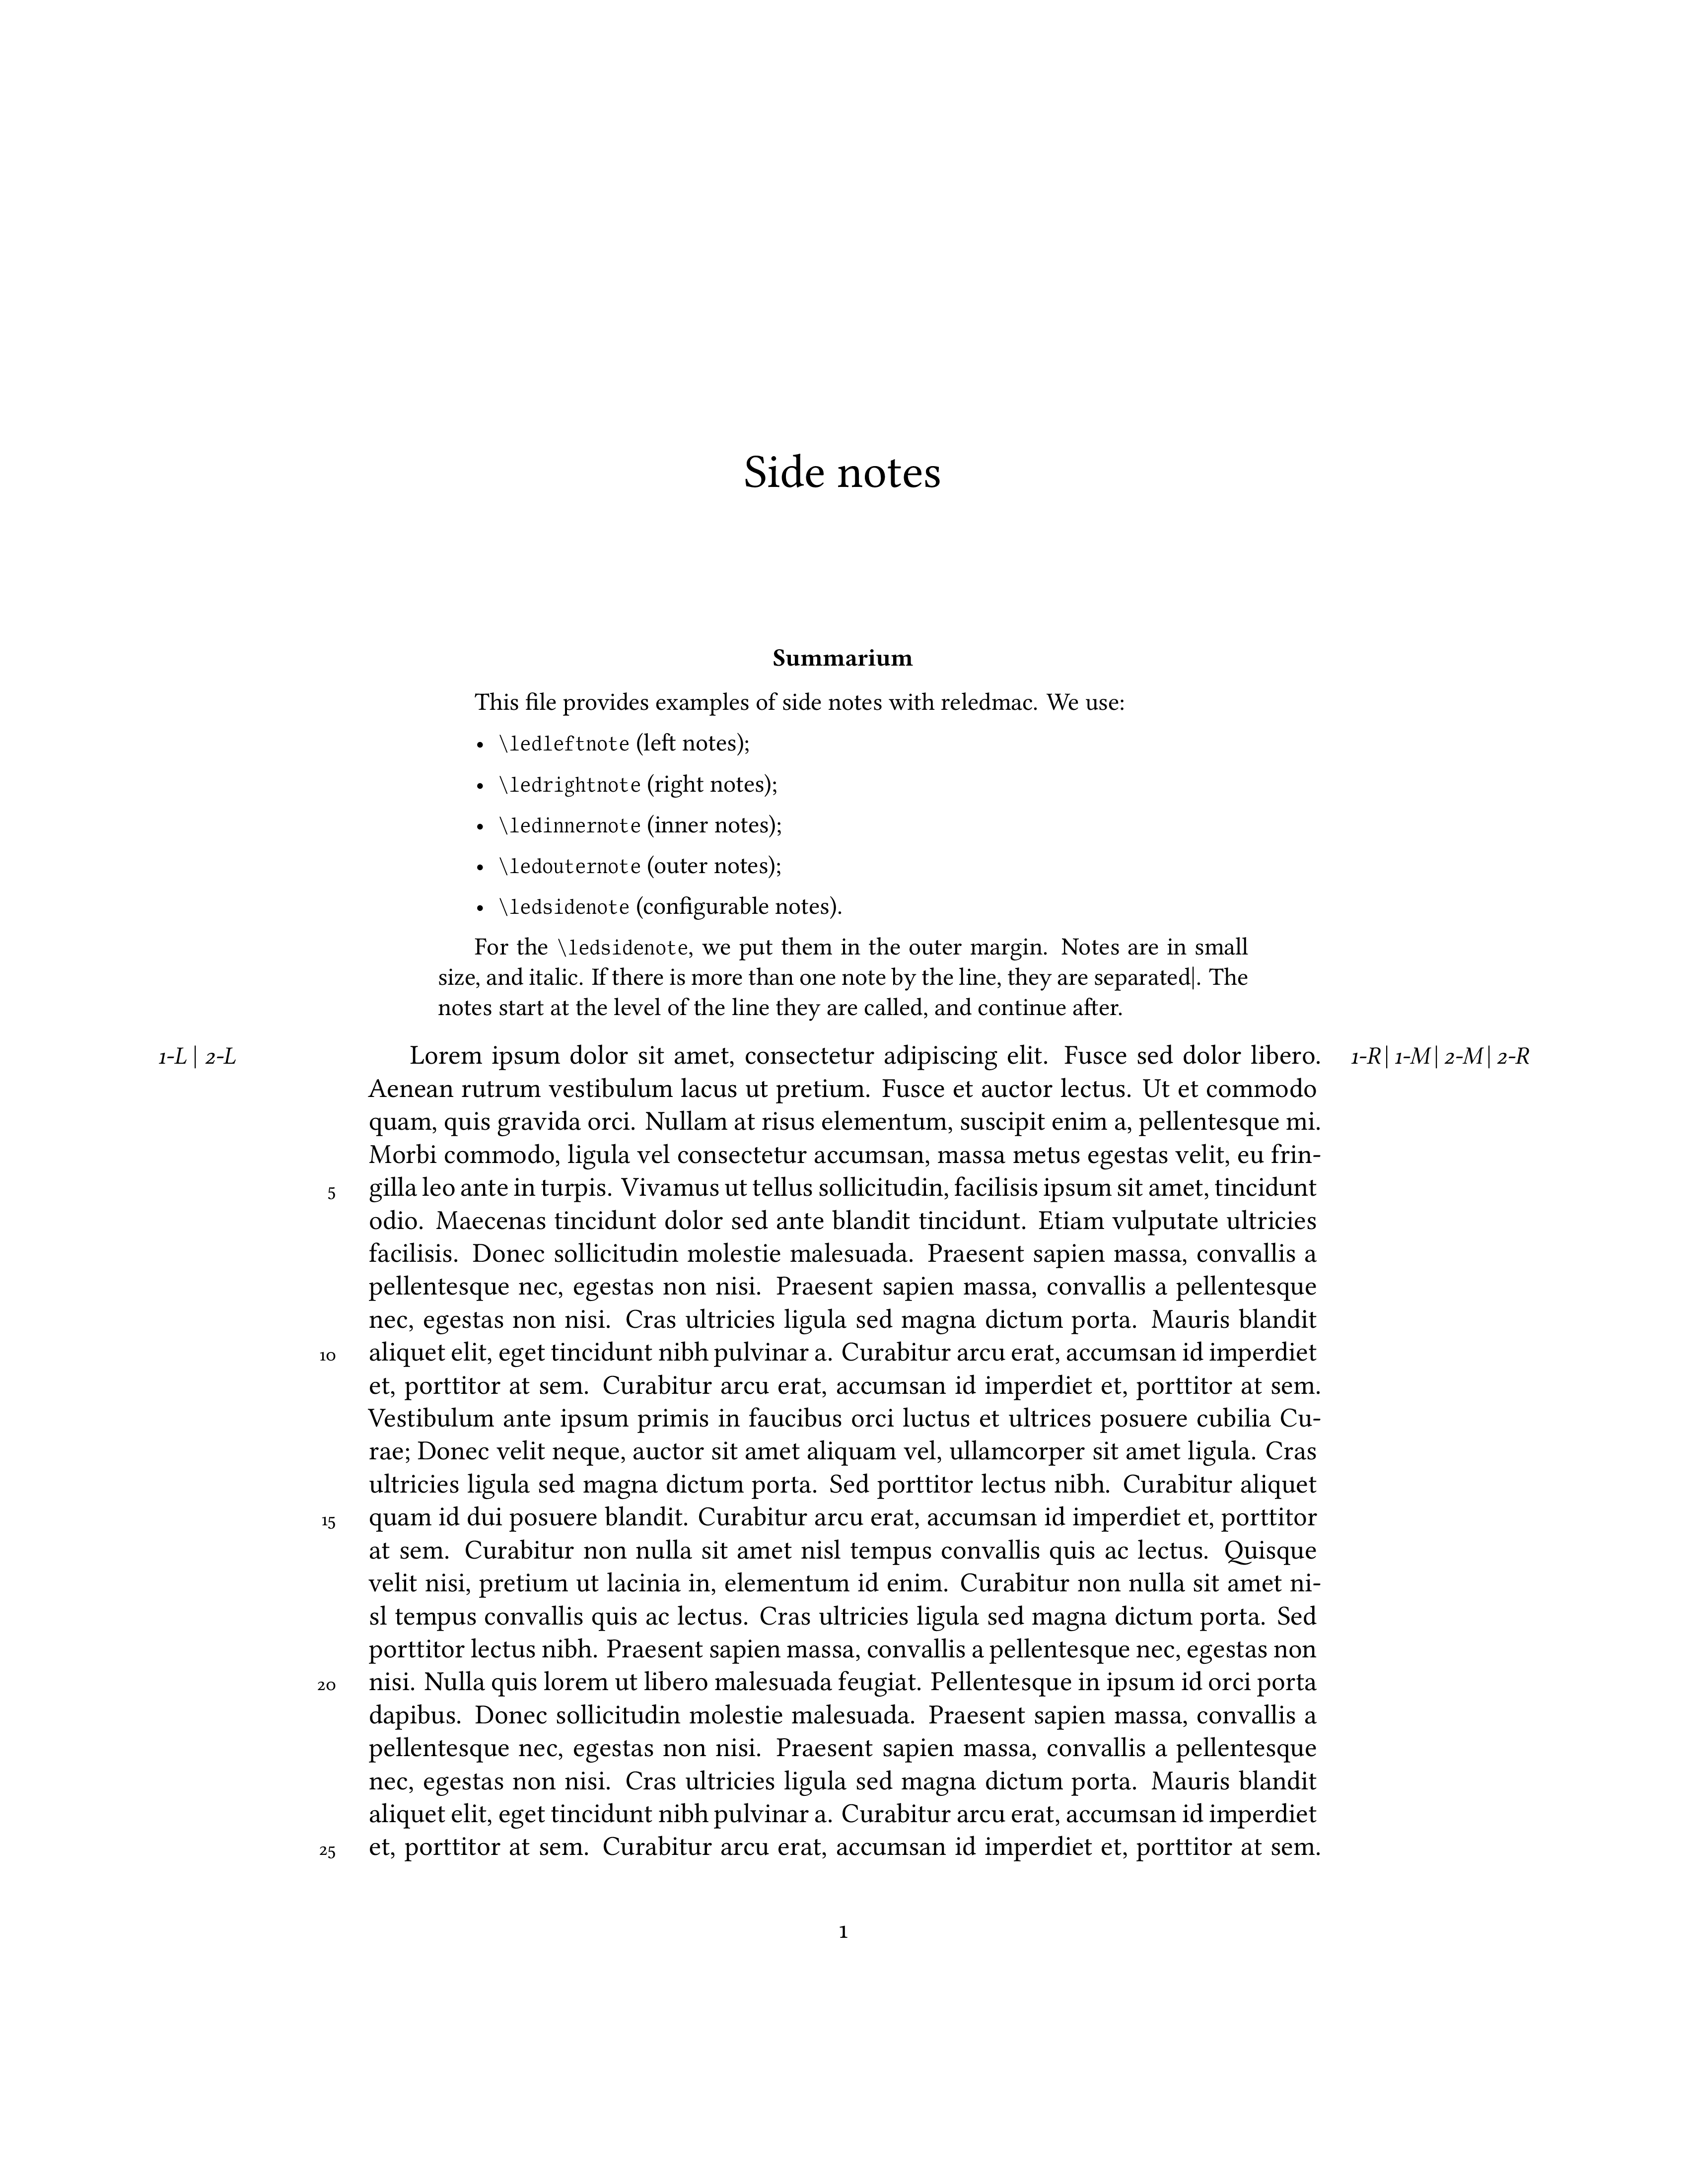 Side notes
Summarium
This file provides examples of side notes with reledmac. We use:
• \ledleftnote (left notes);
• \ledrightnote (right notes);
• \ledinnernote (inner notes);
• \ledouternote (outer notes);
• \ledsidenote (configurable notes).
For the \ledsidenote, we put them in the outer margin. Notes are in small
size, and italic. If there is more than one note by the line, they are separated|. The
notes start at the level of the line they are called, and continue after.
1-L | 2-L Lorem ipsum dolor sit amet, consectetur adipiscing elit. Fusce sed dolor libero. 1-R | 1-M | 2-M | 2-R
Aenean rutrum vestibulum lacus ut pretium. Fusce et auctor lectus. Ut et commodo
quam, quis gravida orci. Nullam at risus elementum, suscipit enim a, pellentesque mi.
Morbi commodo, ligula vel consectetur accumsan, massa metus egestas velit, eu frin-
5 gilla leo ante in turpis. Vivamus ut tellus sollicitudin, facilisis ipsum sit amet, tincidunt
odio. Maecenas tincidunt dolor sed ante blandit tincidunt. Etiam vulputate ultricies
facilisis. Donec sollicitudin molestie malesuada. Praesent sapien massa, convallis a
pellentesque nec, egestas non nisi. Praesent sapien massa, convallis a pellentesque
nec, egestas non nisi. Cras ultricies ligula sed magna dictum porta. Mauris blandit
10 aliquet elit, eget tincidunt nibh pulvinar a. Curabitur arcu erat, accumsan id imperdiet
et, porttitor at sem. Curabitur arcu erat, accumsan id imperdiet et, porttitor at sem.
Vestibulum ante ipsum primis in faucibus orci luctus et ultrices posuere cubilia Cu-
rae; Donec velit neque, auctor sit amet aliquam vel, ullamcorper sit amet ligula. Cras
ultricies ligula sed magna dictum porta. Sed porttitor lectus nibh. Curabitur aliquet
15 quam id dui posuere blandit. Curabitur arcu erat, accumsan id imperdiet et, porttitor
at sem. Curabitur non nulla sit amet nisl tempus convallis quis ac lectus. Quisque
velit nisi, pretium ut lacinia in, elementum id enim. Curabitur non nulla sit amet ni-
sl tempus convallis quis ac lectus. Cras ultricies ligula sed magna dictum porta. Sed
porttitor lectus nibh. Praesent sapien massa, convallis a pellentesque nec, egestas non
20 nisi. Nulla quis lorem ut libero malesuada feugiat. Pellentesque in ipsum id orci porta
dapibus. Donec sollicitudin molestie malesuada. Praesent sapien massa, convallis a
pellentesque nec, egestas non nisi. Praesent sapien massa, convallis a pellentesque
nec, egestas non nisi. Cras ultricies ligula sed magna dictum porta. Mauris blandit
aliquet elit, eget tincidunt nibh pulvinar a. Curabitur arcu erat, accumsan id imperdiet
25 et, porttitor at sem. Curabitur arcu erat, accumsan id imperdiet et, porttitor at sem.
1